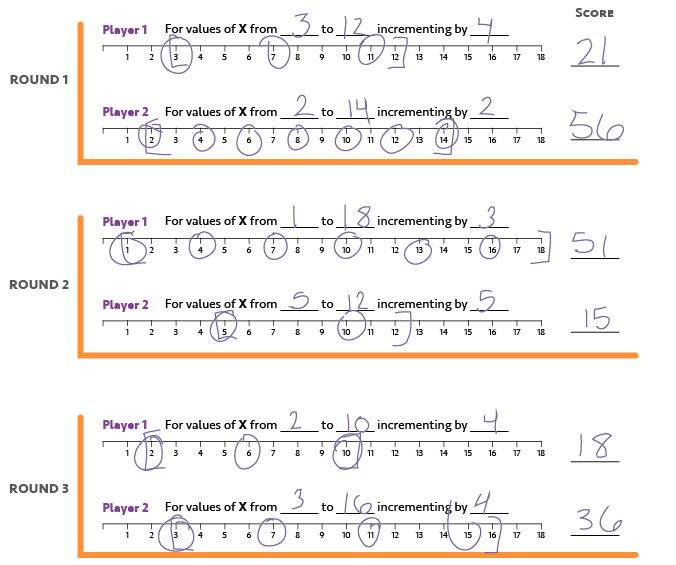 SCORE
Player 1 For values of X from 3 to 12 incrementing by 4
1 2 3 4 5 6 7 8 9 10 11 12 13 14 15 16 17 18 21
ROUND 1
Player 2 For values of X from 2 to 14 incrementing by 2
1 2 3 4 5 6 7 8 9 10 11 12 13 14 15 16 17 18 56
Player 1 For values of X from 1 to 18 incrementing by 3
1 2 3 4 5 6 7 8 9 10 11 12 13 14 15 16 17 18 51
ROUND 2
Player 2 For values of X from 5 to 12 incrementing by 5
1 2 3 4 5 6 7 8 9 10 11 12 13 14 15 16 17 18 15
Player 1 For values of X from 2 to 10 incrementing by 4
1 2 3 4 5 6 7 8 9 10 11 12 13 14 15 16 17 18 18
ROUND 3
Player 2 For values of X from 3 to 16 incrementing by 4
1 2 3 4 5 6 7 8 9 10 11 12 13 14 15 16 17 18 36